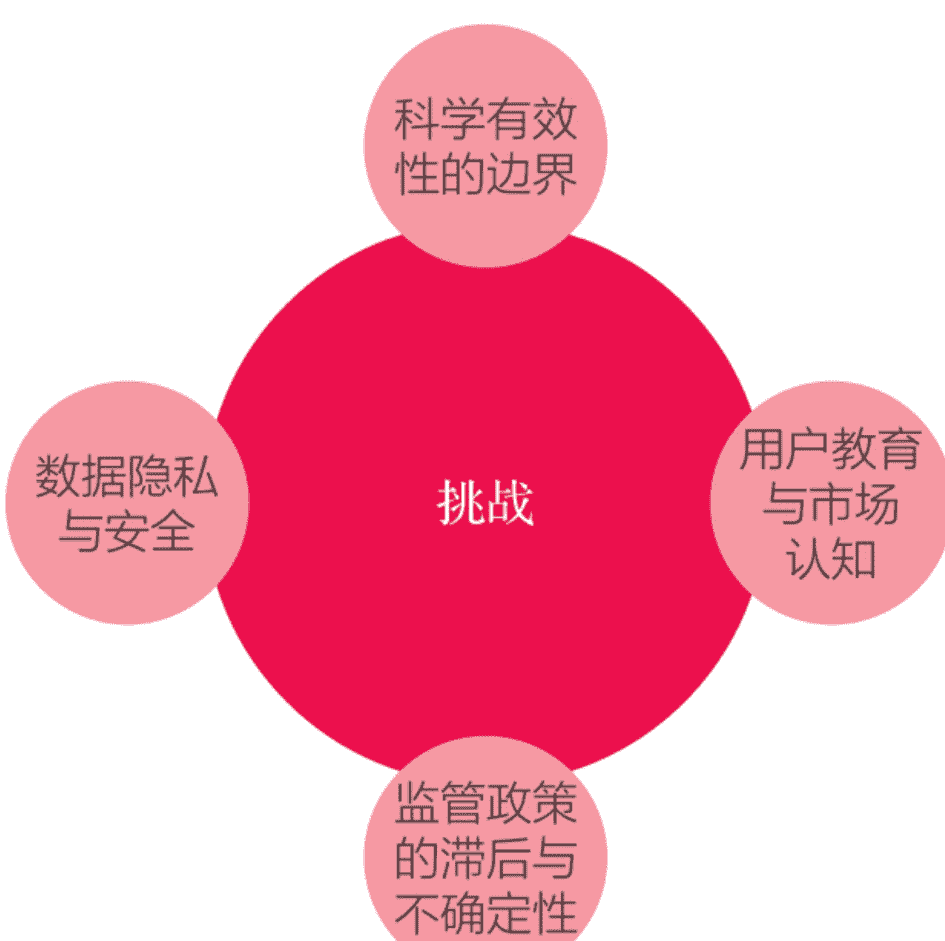 科学有效
性的边界
数据隐私
与安全
挑战
用户教育
与市场
认知
监管政策
的滞后与
不确定性